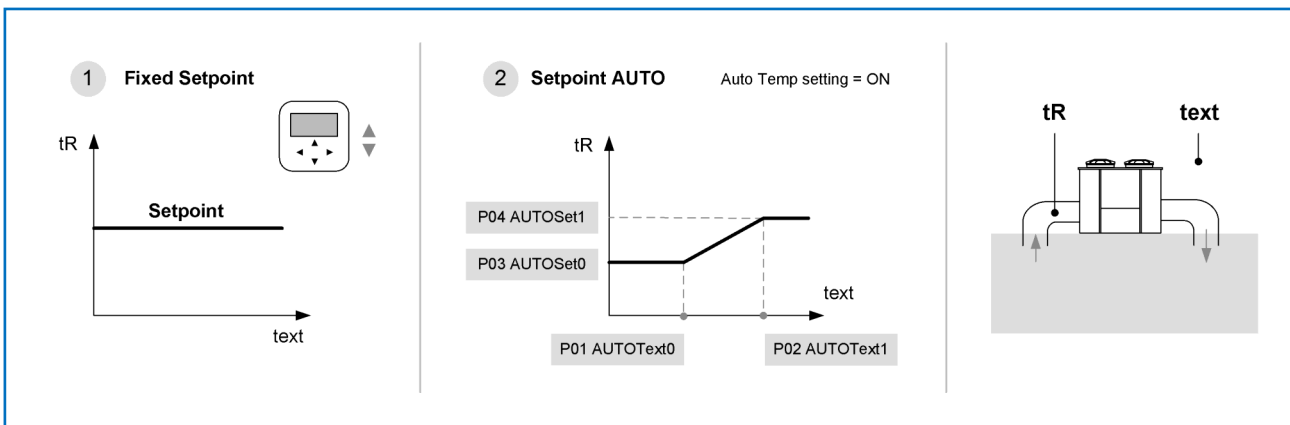 1 Fixed Setpoint
tR
Setpoint
text
2 Setpoint AUTO Auto Temp setting = ON
tR
P04 AUTOSet1
P03 AUTOSet0
text
P01 AUTOText0 P02 AUTOText1
tR text